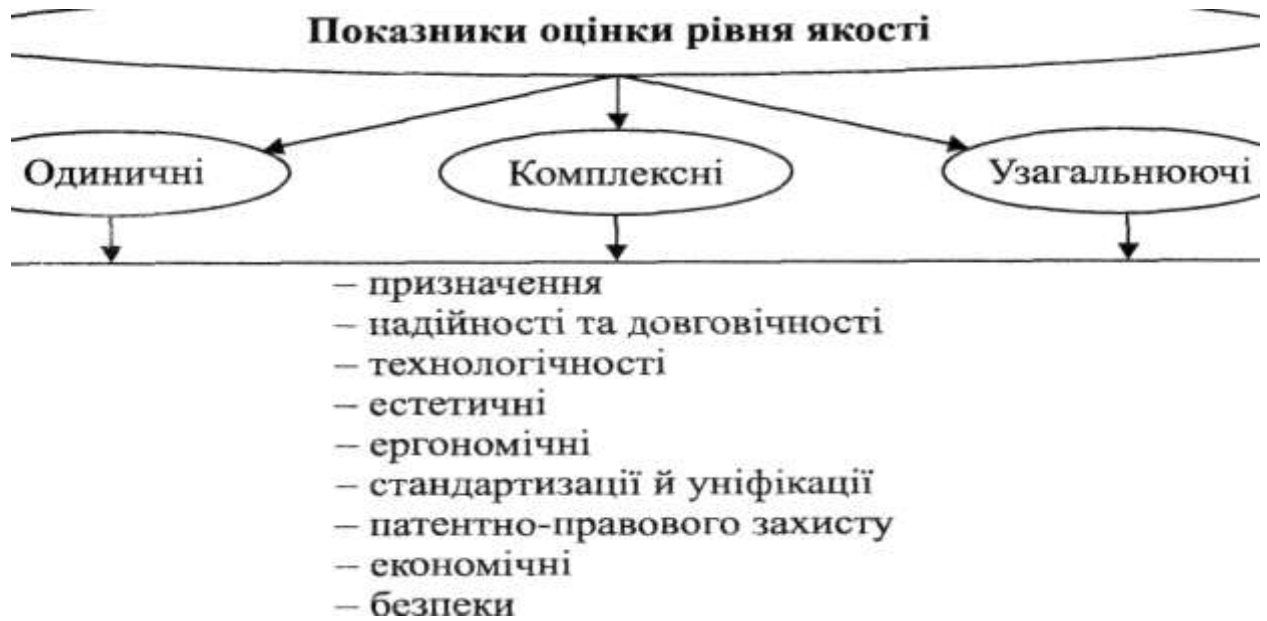 Показники оцінки рівня якості
Одиничні
Комплексні
Узагальнюючі
– призначення
– надійності та довговічності
– технологічності
– естетичні
– ергономічні
– стандартизації й уніфікації
– патентно-правового захисту
– економічні
– безпеки